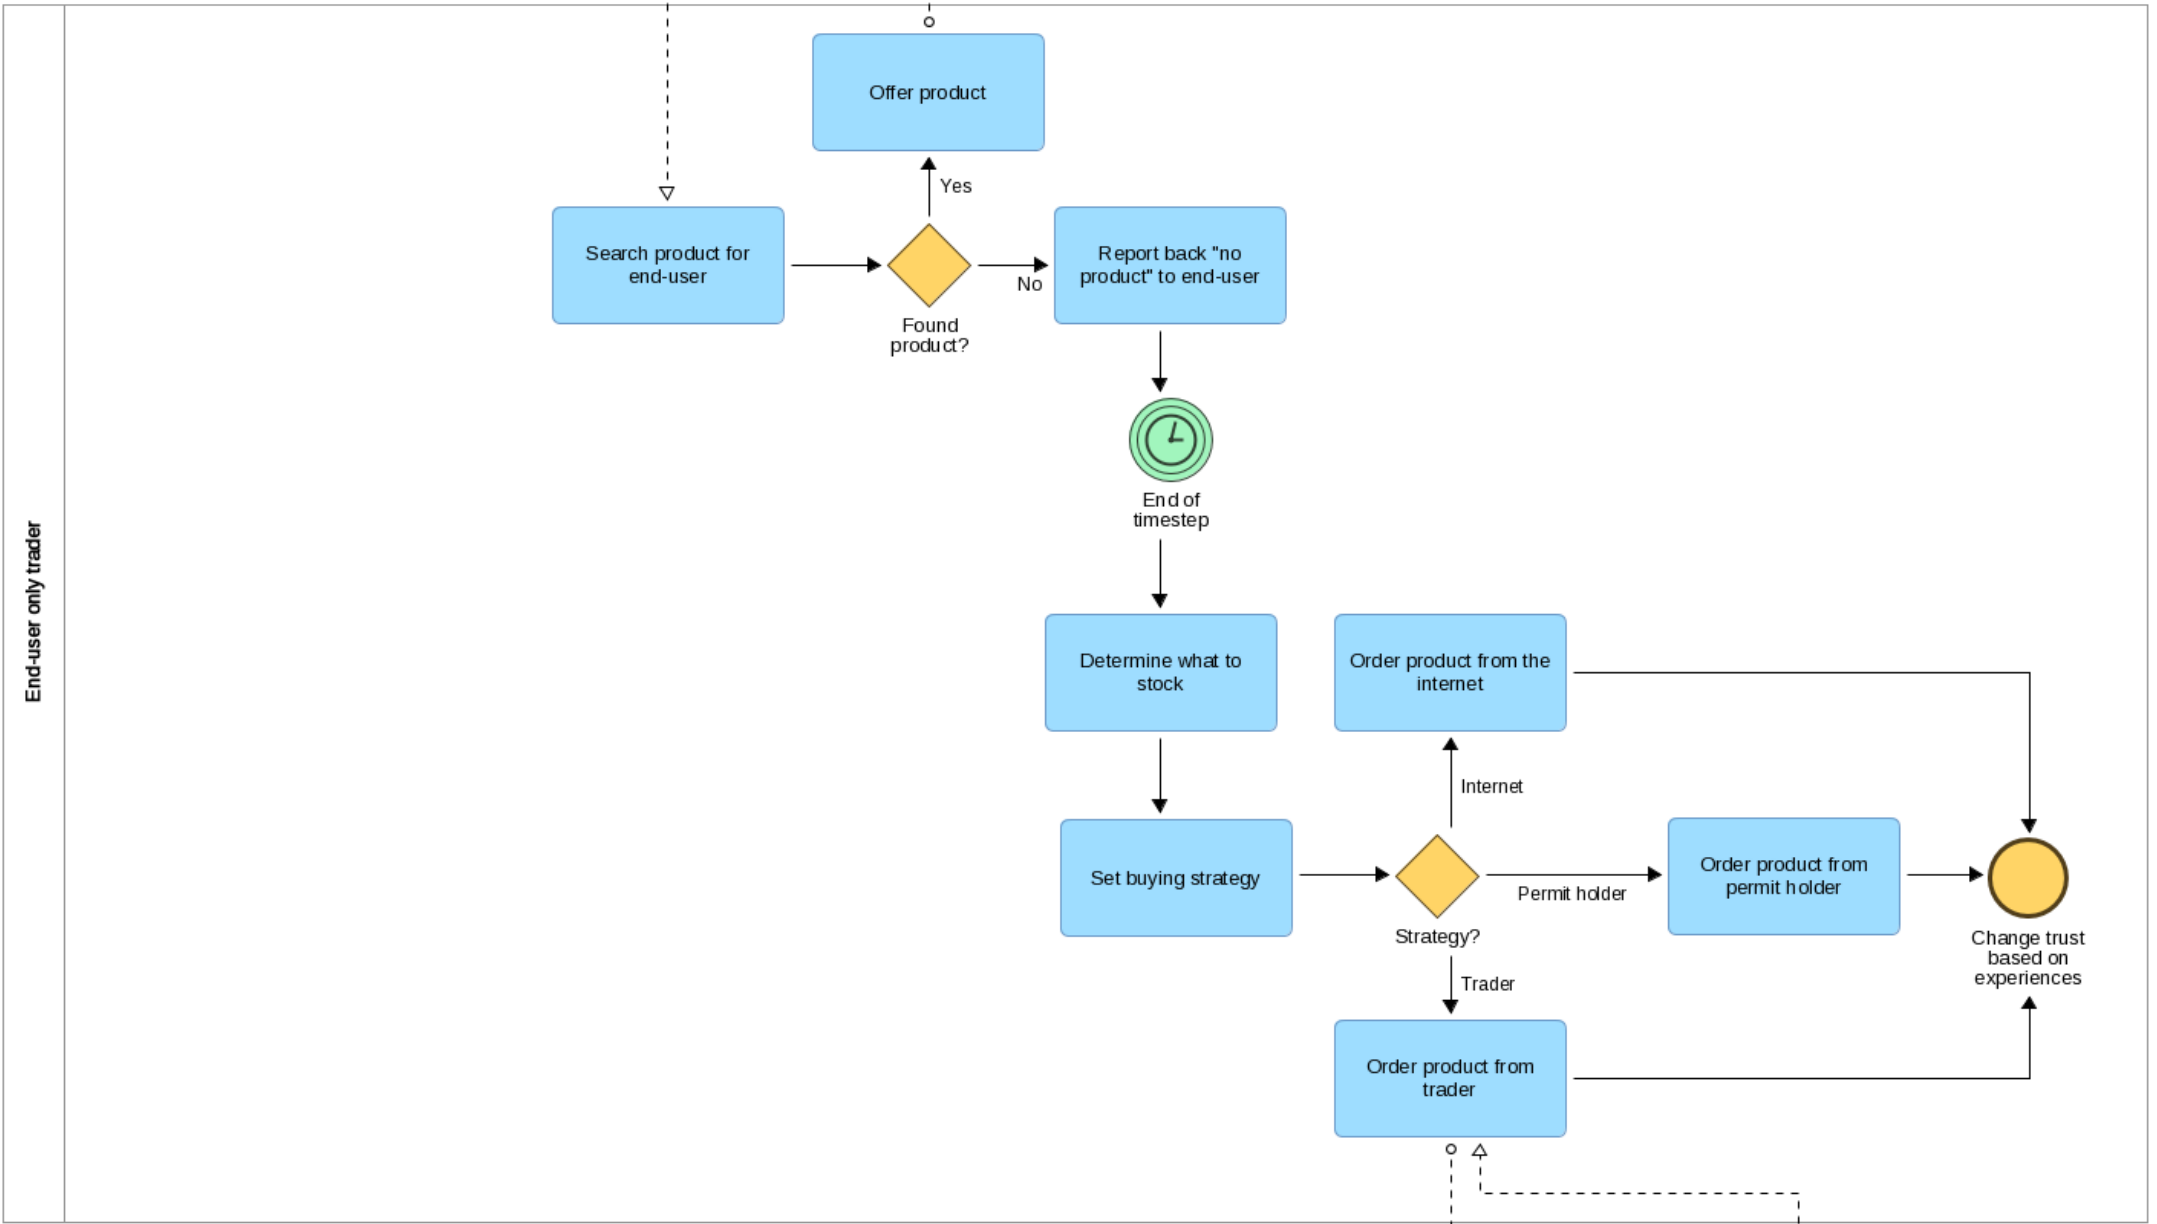 End-user only trader
Offer product
Yes
Search product for
end-user
Found
product?
No
Report back "no
product" to end-user
End of
timestep
Determine what to
stock
Set buying strategy
Strategy?
Internet
Order product from the
internet
Permit holder
Order product from
permit holder
Trader
Order product from
trader
Change trust
based on
experiences